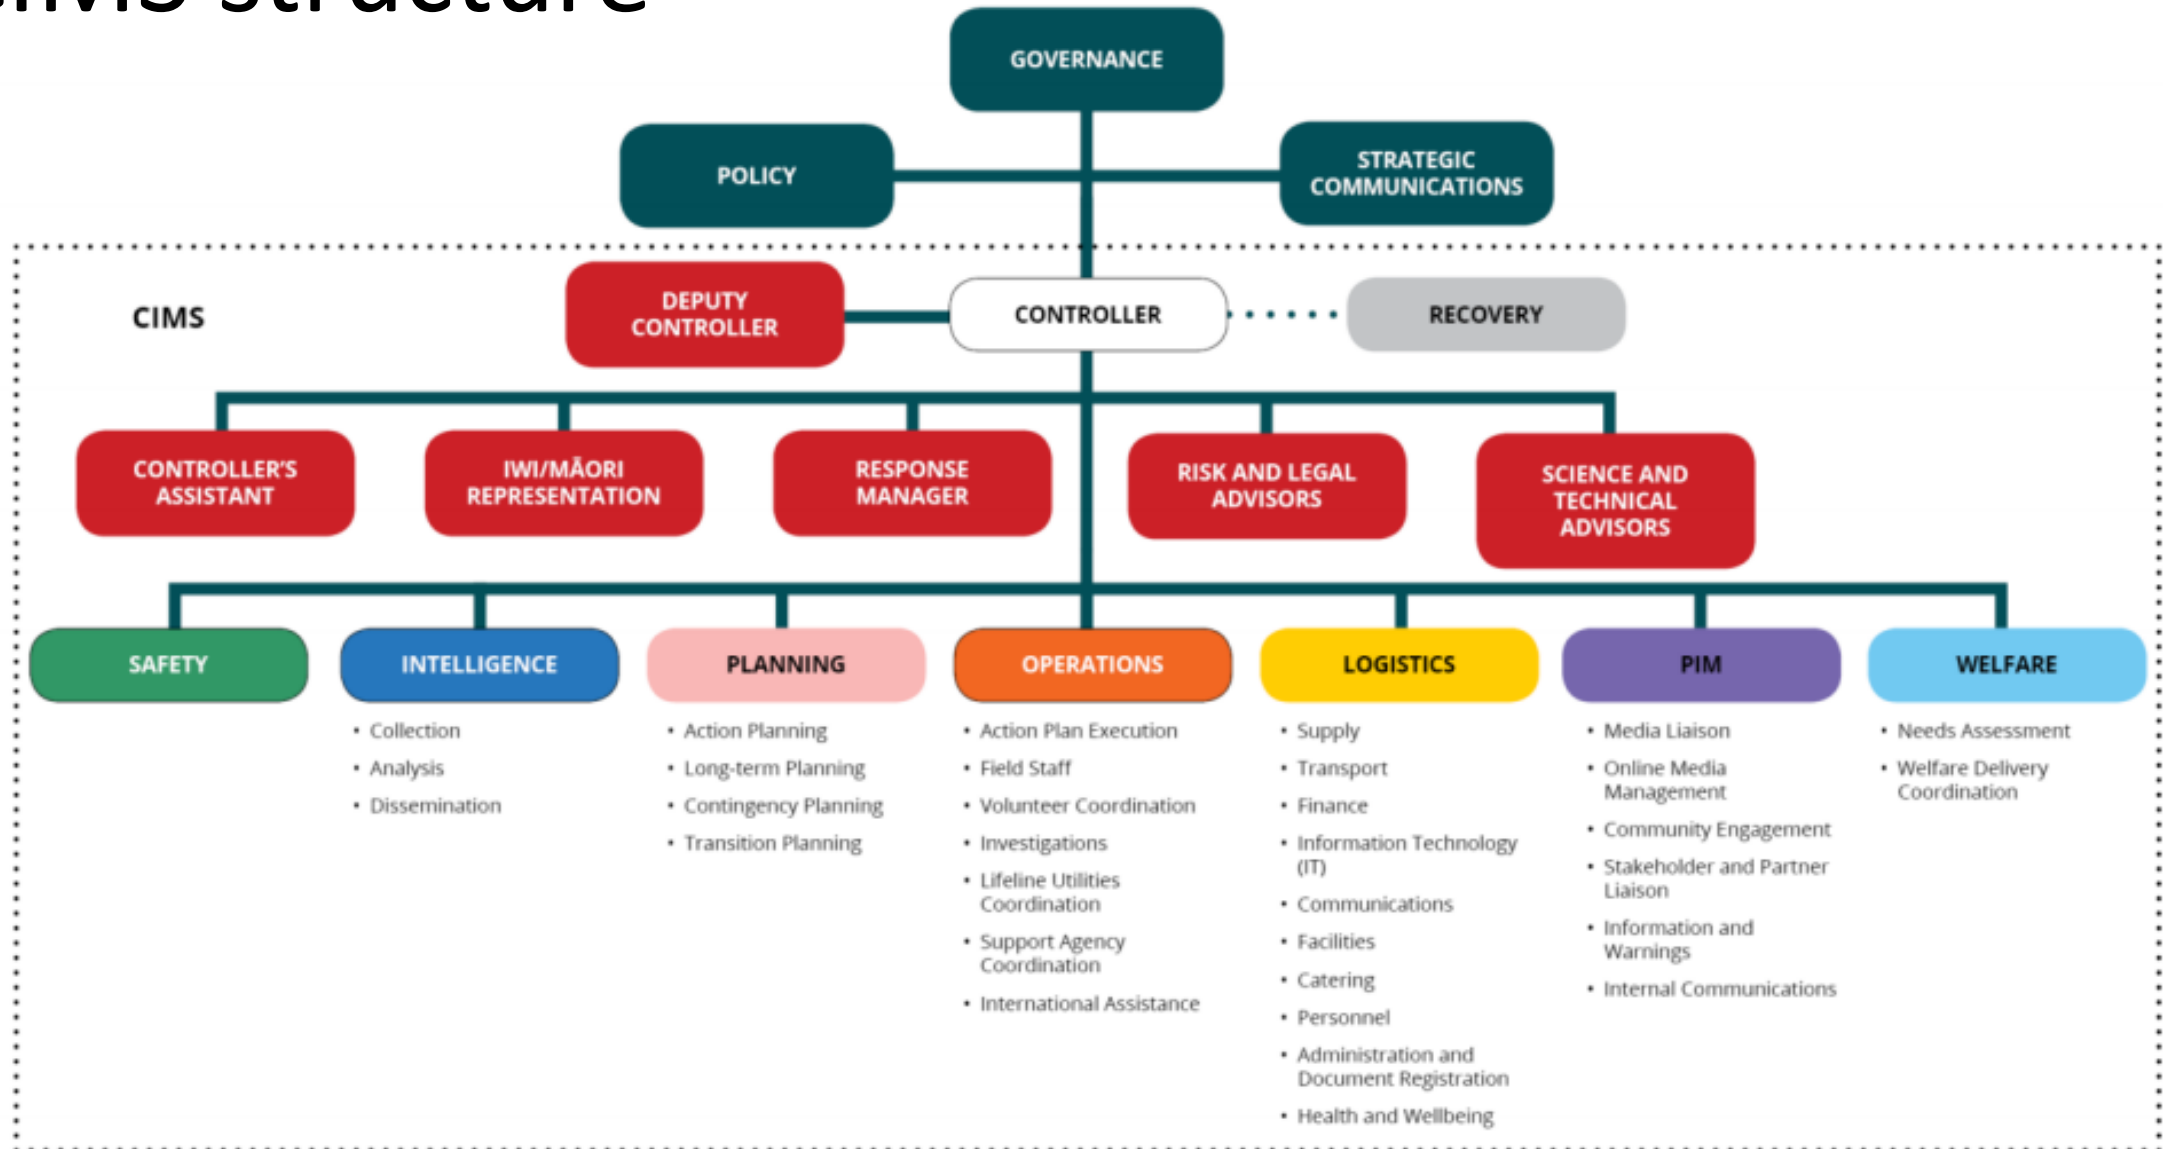 structure
GOVERNANCE
POLICY
STRATEGIC
COMMUNICATIONS
CIMS
DEPUTY
CONTROLLER
CONTROLLER
RECOVERY
CONTROLLER'S
ASSISTANT
IWI/MĀORI
REPRESENTATION
RESPONSE
MANAGER
RISK AND LEGAL
ADVISORS
SCIENCE AND
TECHNICAL
ADVISORS
SAFETY
INTELLIGENCE
• Collection
• Analysis
• Dissemination
PLANNING
• Action Planning
• Long-term Planning
• Contingency Planning
• Transition Planning
OPERATIONS
• Action Plan Execution
• Field Staff
• Volunteer Coordination
• Investigations
• Lifeline Utilities
Coordination
• Support Agency
Coordination
• International Assistance
LOGISTICS
• Supply
• Transport
• Finance
• Information Technology
(IT)
• Communications
• Facilities
• Catering
• Personnel
• Administration and
Document Registration
• Health and Wellbeing
PIM
• Media Liaison
• Online Media
Management
• Community Engagement
• Stakeholder and Partner
Liaison
• Information and
Warnings
• Internal Communications
WELFARE
• Needs Assessment
• Welfare Delivery
Coordination